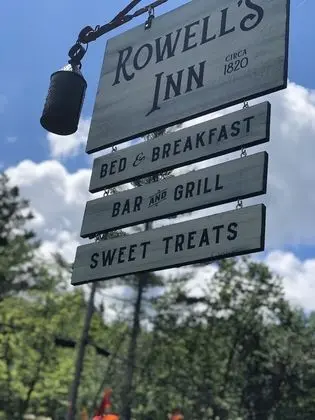 ROWELL'S
INN CIRCA
1820
BED & BREAKFAST
BAR AND GRILL
SWEET TREATS